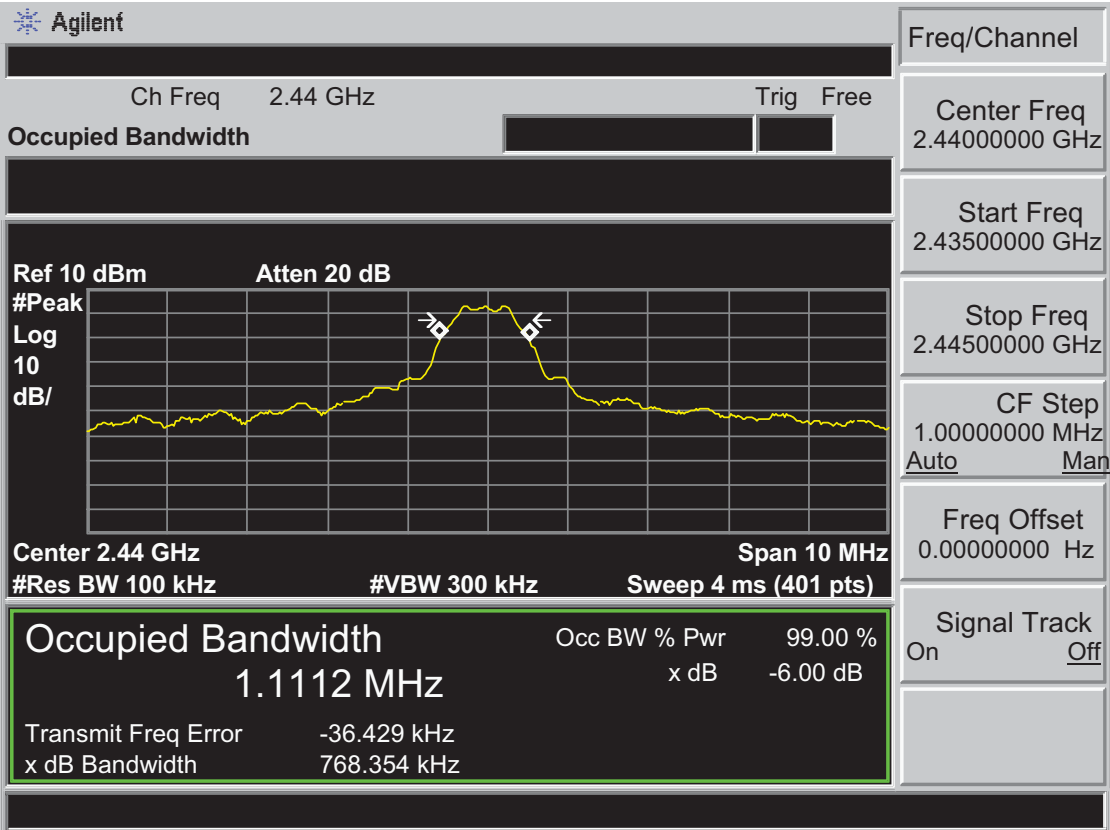 Agilent
Freq/Channel
Ch Freq 2.44 GHz Trig Free
Occupied Bandwidth
Center Freq
2.44000000 GHz
Start Freq
2.43500000 GHz
Ref 10 dBm Atten 20 dB
#Peak
Log
10
dB/
Stop Freq
2.44500000 GHz
CF Step
1.00000000 MHz
Auto Man
Freq Offset
0.00000000 Hz
Center 2.44 GHz Span 10 MHz
#Res BW 100 kHz #VBW 300 kHz Sweep 4 ms (401 pts)
Signal Track
On Off
Occupied Bandwidth Occ BW % Pwr 99.00 %
1.1112 MHz x dB -6.00 dB
Transmit Freq Error -36.429 kHz
x dB Bandwidth 768.354 kHz